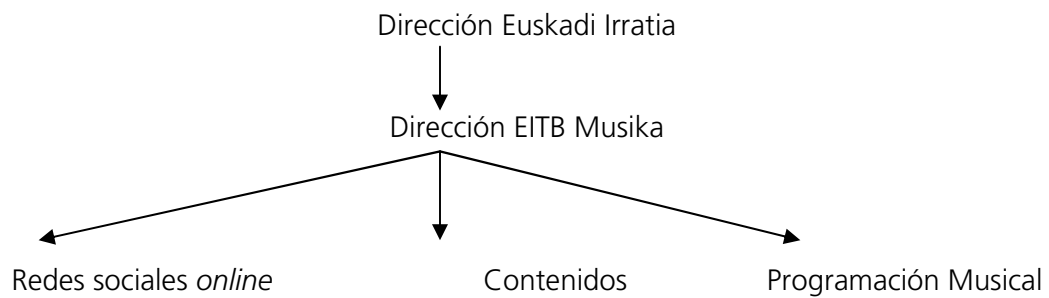 Dirección Euskadi Irratia
Dirección EITB Musika
Redes sociales online Contenidos Programación Musical